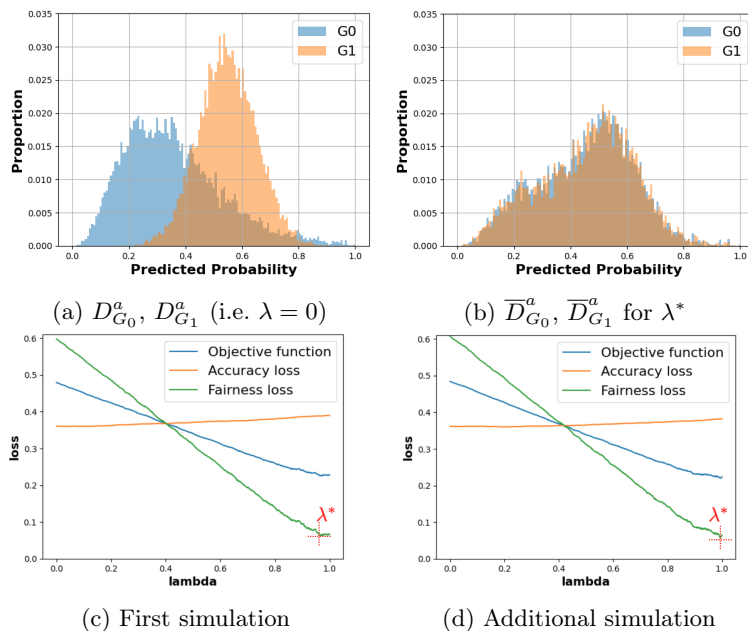 0.035
0.030
0.025
0.020
0.015
0.010
0.005
0.000
Proportion
G0
G1
0.0 0.2 0.4 0.6 0.8 1.0
Predicted Probability
(a) $D^a_{G_0}$, $D^a_{G_1}$ (i.e. λ = 0)
0.035
0.030
0.025
0.020
0.015
0.010
0.005
0.000
Proportion
G0
G1
0.0 0.2 0.4 0.6 0.8 1.0
Predicted Probability
(b) $\overline{D}^a_{G_0}$, $\overline{D}^a_{G_1}$ for λ*
0.6
0.5
0.4
0.3
0.2
0.1
0.0
loss
Objective function
Accuracy loss
Fairness loss
λ*
0.0 0.2 0.4 0.6 0.8 1.0
lambda
(c) First simulation
0.6
0.5
0.4
0.3
0.2
0.1
0.0
loss
Objective function
Accuracy loss
Fairness loss
λ*
0.0 0.2 0.4 0.6 0.8 1.0
lambda
(d) Additional simulation